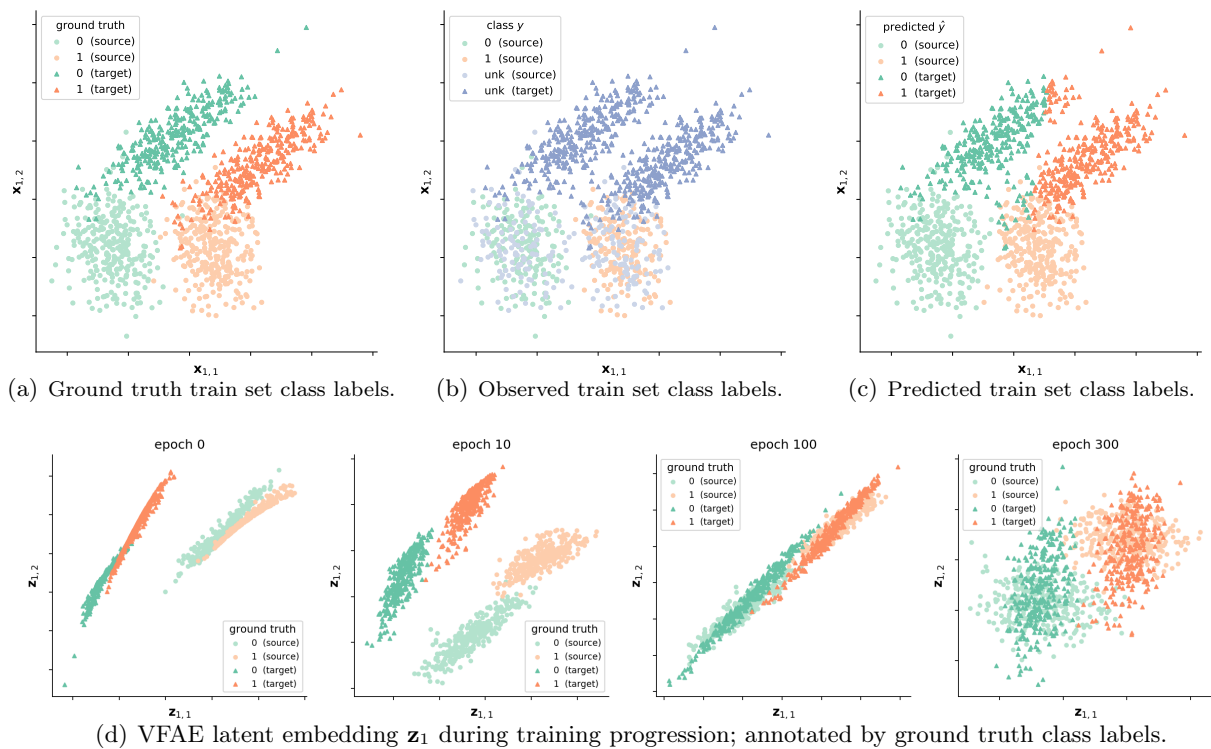 ground truth
0 (source)
1 (source)
0 (target)
1 (target)
x1,2
x1,1
(a) Ground truth train set class labels.
class y
0 (source)
1 (source)
unk (source)
unk (target)
x1,2
x1,1
(b) Observed train set class labels.
predicted ŷ
0 (source)
1 (source)
0 (target)
1 (target)
x1,2
x1,1
(c) Predicted train set class labels.
epoch 0
z1,2
ground truth
0 (source)
1 (source)
0 (target)
1 (target)
z1,1
epoch 10
z1,2
ground truth
0 (source)
1 (source)
0 (target)
1 (target)
z1,1
epoch 100
ground truth
0 (source)
1 (source)
0 (target)
1 (target)
z1,2
z1,1
epoch 300
ground truth
0 (source)
1 (source)
0 (target)
1 (target)
z1,2
z1,1
(d) VFAE latent embedding z1 during training progression; annotated by ground truth class labels.